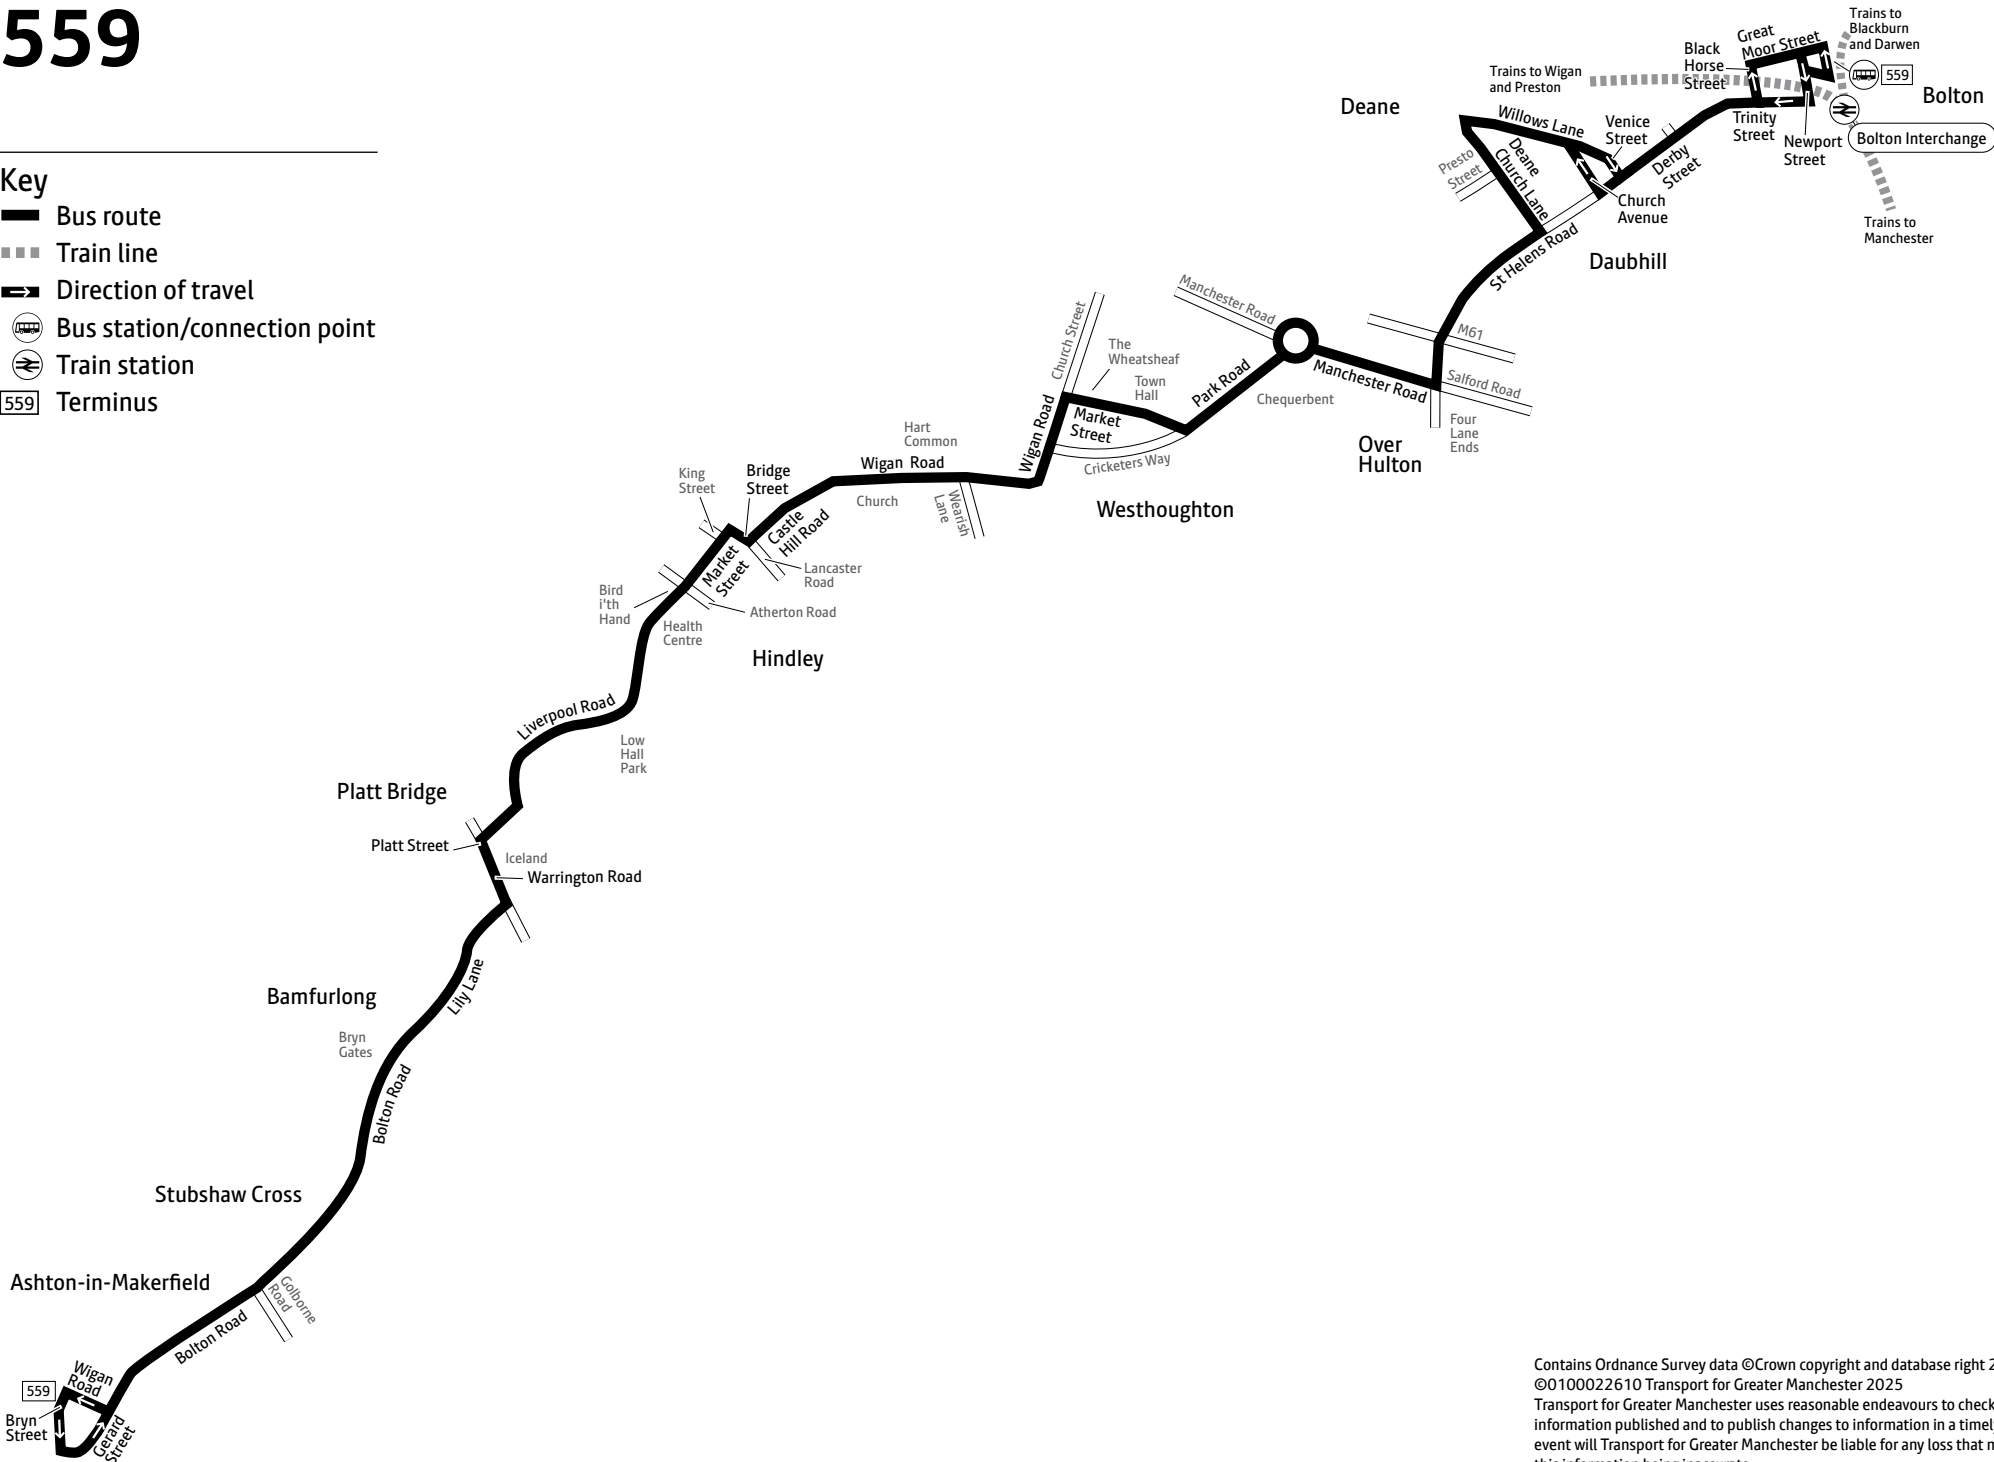 559
Key
Bus route
Train line
Direction of travel
Bus station/connection point
Train station
559 Terminus
Trains to
Blackburn
and Darwen
Great
Moor Street
Black
Horse
Street
559
Bolton
Trains to Wigan
and Preston
Deane
Willows Lane
Venice
Street
Trinity
Street
Newport
Street
Bolton Interchange
Derby
Street
Presto
Street
Deane
Church Lane
Church
Avenue
Trains to
Manchester
St Helens Road
Daubhill
Manchester Road
M61
Church Street
The
Wheatsheaf
Town
Hall
Park Road
Manchester Road
Salford Road
Chequerbent
Four
Lane
Ends
Over
Hulton
Market
Street
Wigan Road
Cricketers Way
Westhoughton
Hart
Common
Wigan Road
Church
Wearish
Lane
King
Street
Bridge
Street
Castle
Hill Road
Market
Street
Lancaster
Road
Bird
i'th
Hand
Atherton Road
Health
Centre
Hindley
Liverpool Road
Low
Hall
Park
Platt Bridge
Platt Street
Iceland
Warrington Road
Lily Lane
Bamfurlong
Bryn
Gates
Bolton Road
Stubshaw Cross
Ashton-in-Makerfield
Golborne
Road
Bolton Road
Wigan
Road
559
Bryn
Street
Gerard
Street
Contains Ordnance Survey data ©Crown copyright and database right
©0100022610 Transport for Greater Manchester 2025
Transport for Greater Manchester uses reasonable endeavours to check
information published and to publish changes to information in a
event will Transport for Greater Manchester be liable for any loss that